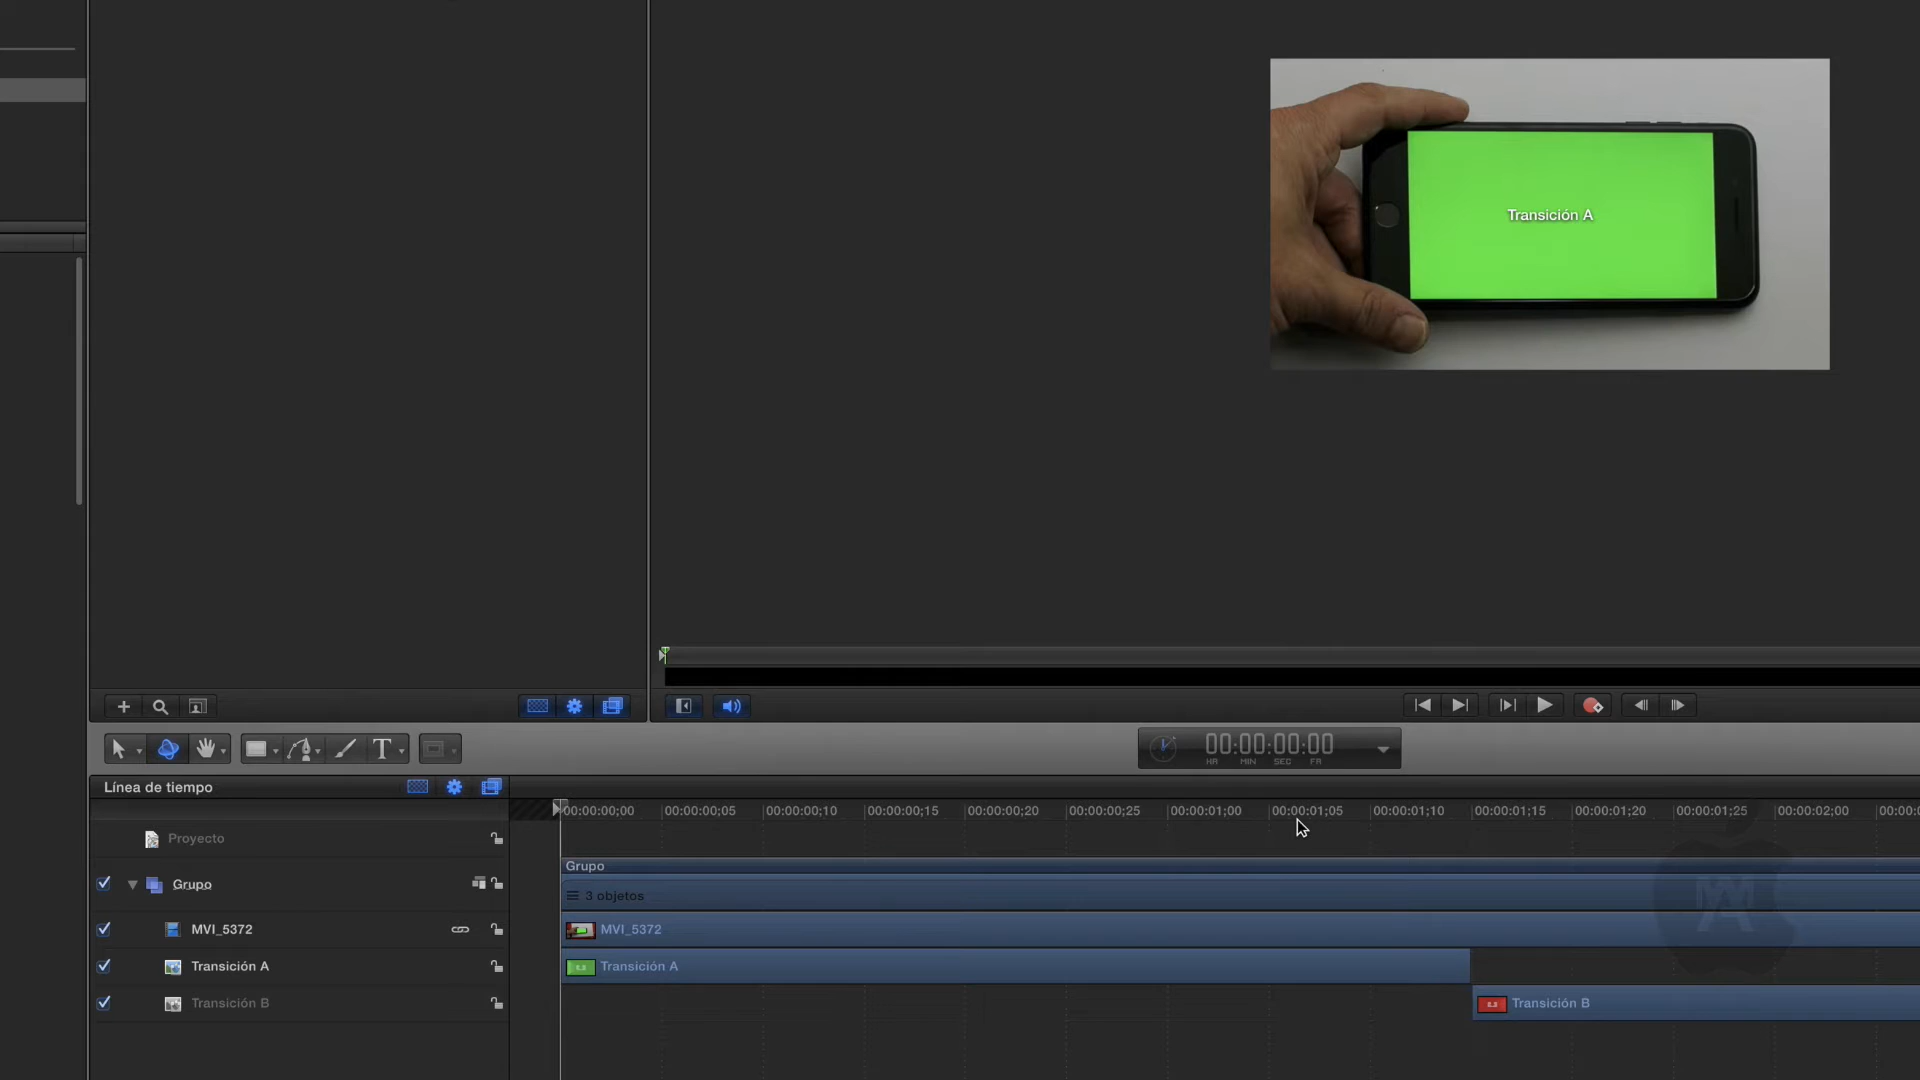 Transición A
00:00:00:00
HR MIN SEC FR
Línea de tiempo
00:00:00;00 00:00:00;05 00:00:00;10 00:00:00;15 00:00:00;20 00:00:00;25 00:00:01;00 00:00:01;05 00:00:01;10 00:00:01;15 00:00:01;20 00:00:01;25 00:00:02;00 00:00:0
Proyecto
Grupo
Grupo
3 objetos
MVI_5372
MVI_5372
Transición A
Transición A
Transición B
Transición B